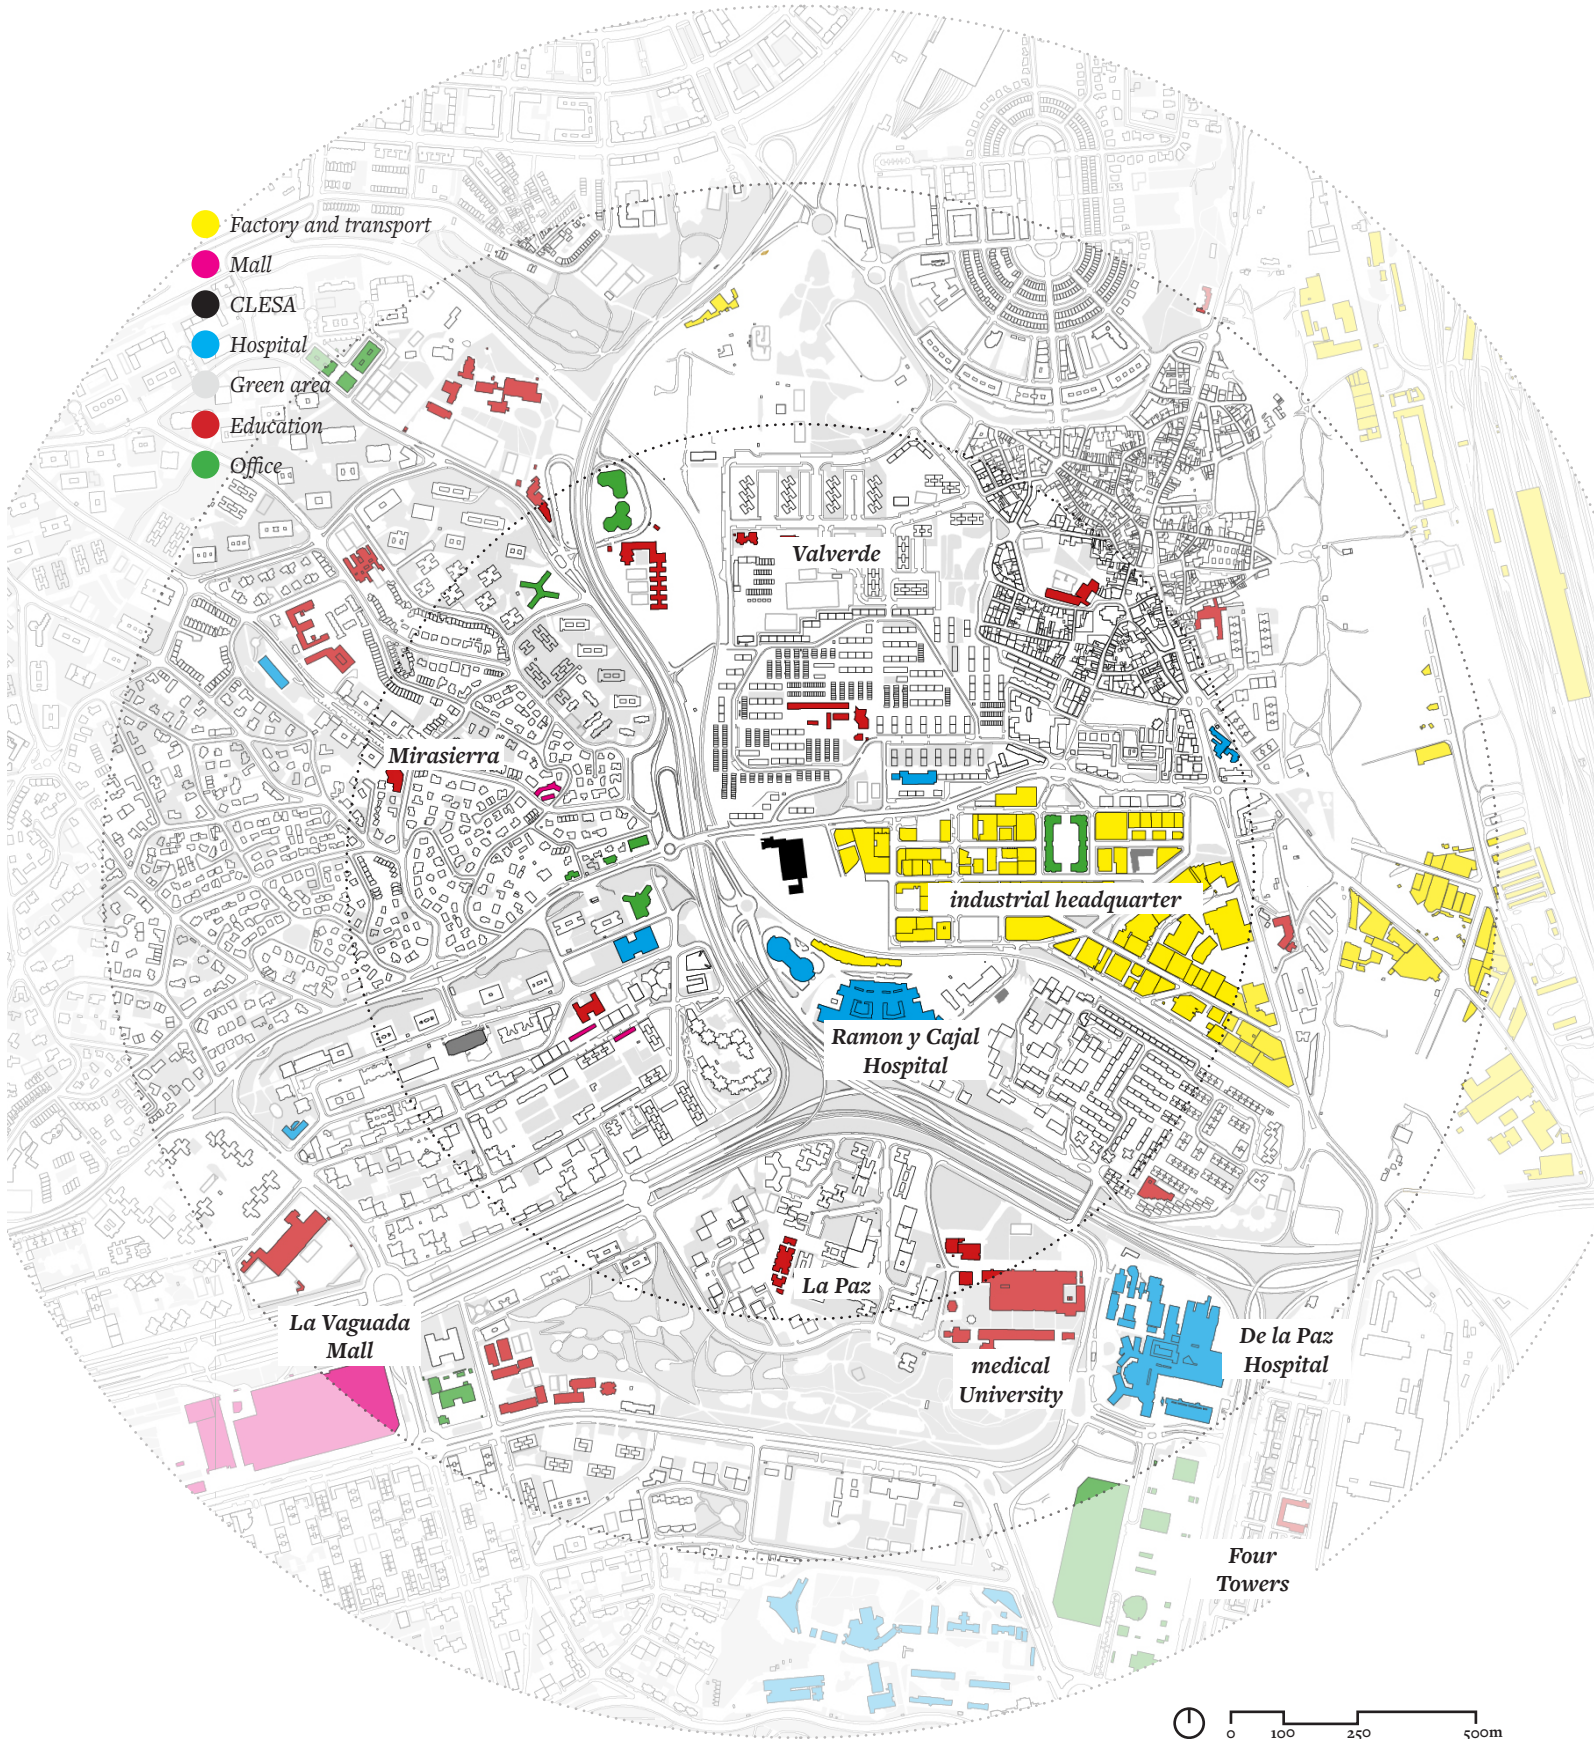 Factory and transport
Mall
CLESA
Hospital
Green area
Education
Office
Valverde
Mirasierra
industrial headquarter
Ramon y Cajal
Hospital
La Paz
La Vaguada
Mall
De la Paz
Hospital
medical
University
Four
Towers
0 100 250 500m